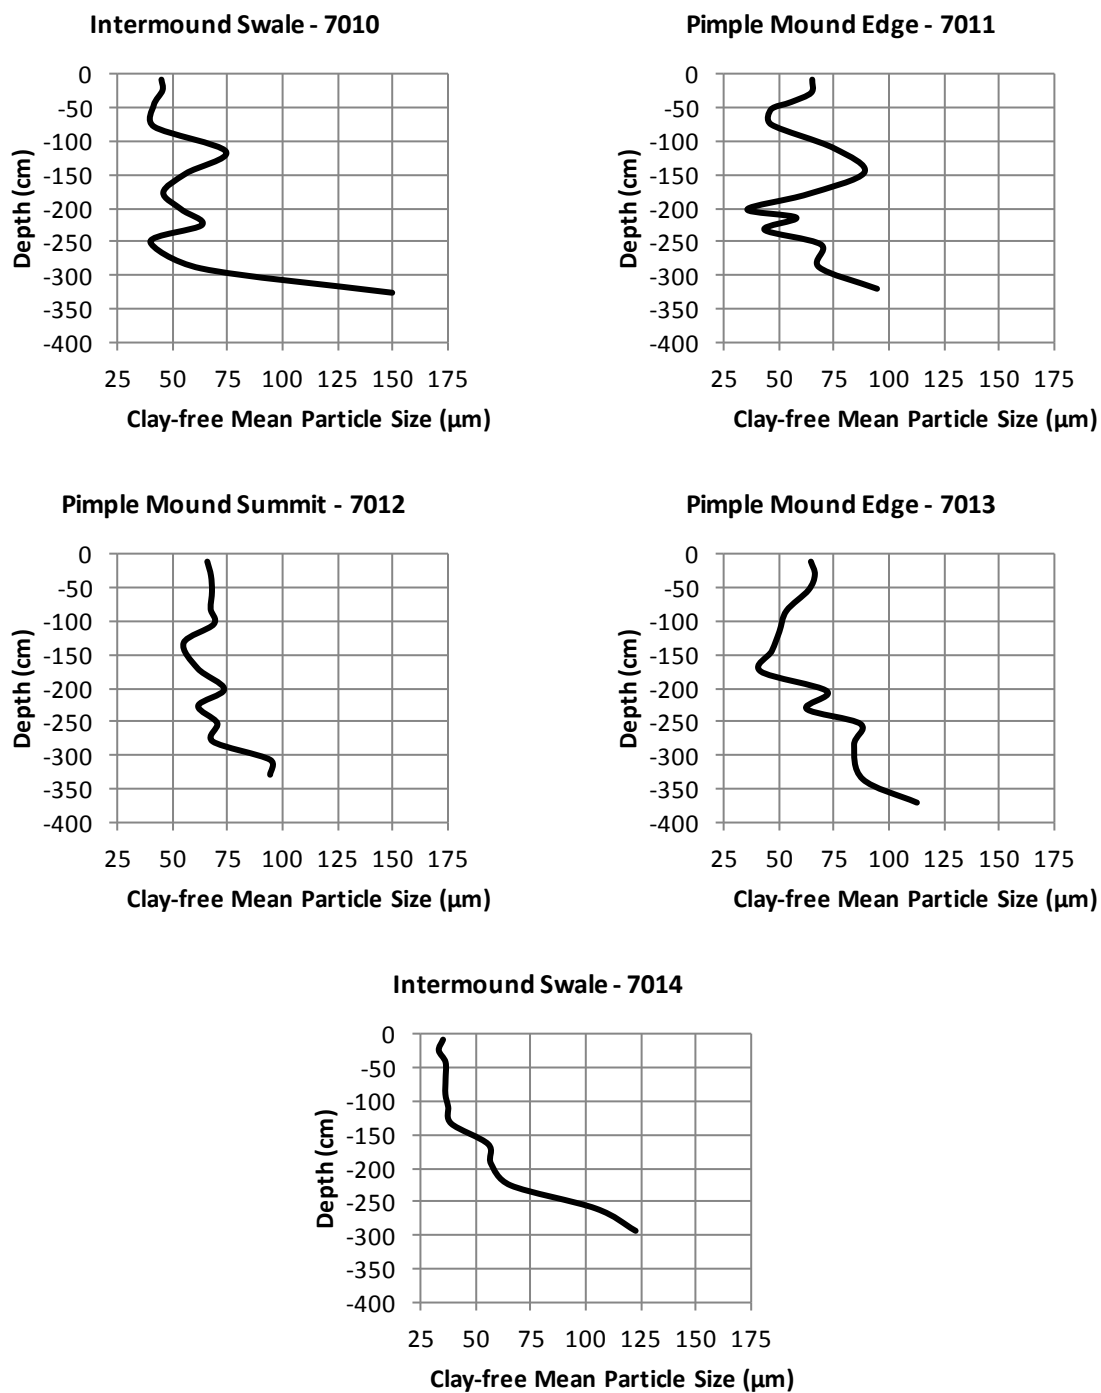 Intermound Swale - 7010
0
-50
-100
-150
-200
-250
-300
-350
-400
Depth (cm)
25 50 75 100 125 150 175
Clay-free Mean Particle Size (μm)
Pimple Mound Edge - 7011
0
-50
-100
-150
-200
-250
-300
-350
-400
Depth (cm)
25 50 75 100 125 150 175
Clay-free Mean Particle Size (μm)
Pimple Mound Summit - 7012
0
-50
-100
-150
-200
-250
-300
-350
-400
Depth (cm)
25 50 75 100 125 150 175
Clay-free Mean Particle Size (μm)
Pimple Mound Edge - 7013
0
-50
-100
-150
-200
-250
-300
-350
-400
Depth (cm)
25 50 75 100 125 150 175
Clay-free Mean Particle Size (μm)
Intermound Swale - 7014
0
-50
-100
-150
-200
-250
-300
-350
-400
Depth (cm)
25 50 75 100 125 150 175
Clay-free Mean Particle Size (μm)